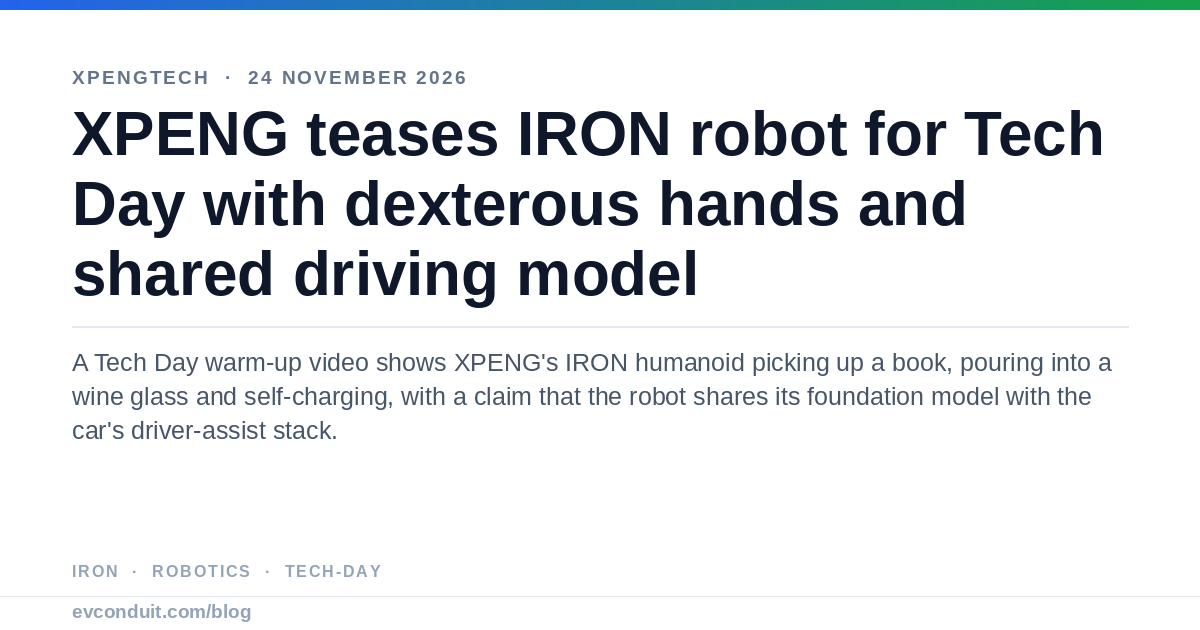 XPENGTECH · 24 NOVEMBER 2026
XPENG teases IRON robot for Tech
Day with dexterous hands and
shared driving model
A Tech Day warm-up video shows XPENG's IRON humanoid picking up a book, pouring into a
wine glass and self-charging, with a claim that the robot shares its foundation model with the
car's driver-assist stack.
IRON · ROBOTICS · TECH-DAY
evconduit.com/blog